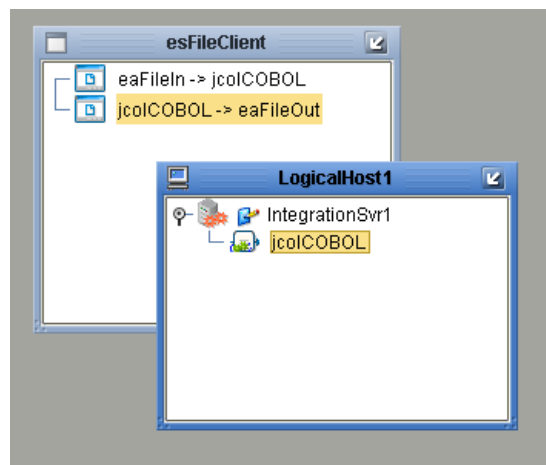 esFileClient
eaFileIn -> jcolCOBOL
jcolCOBOL -> eaFileOut
LogicalHost1
IntegrationSvr1
jcolCOBOL